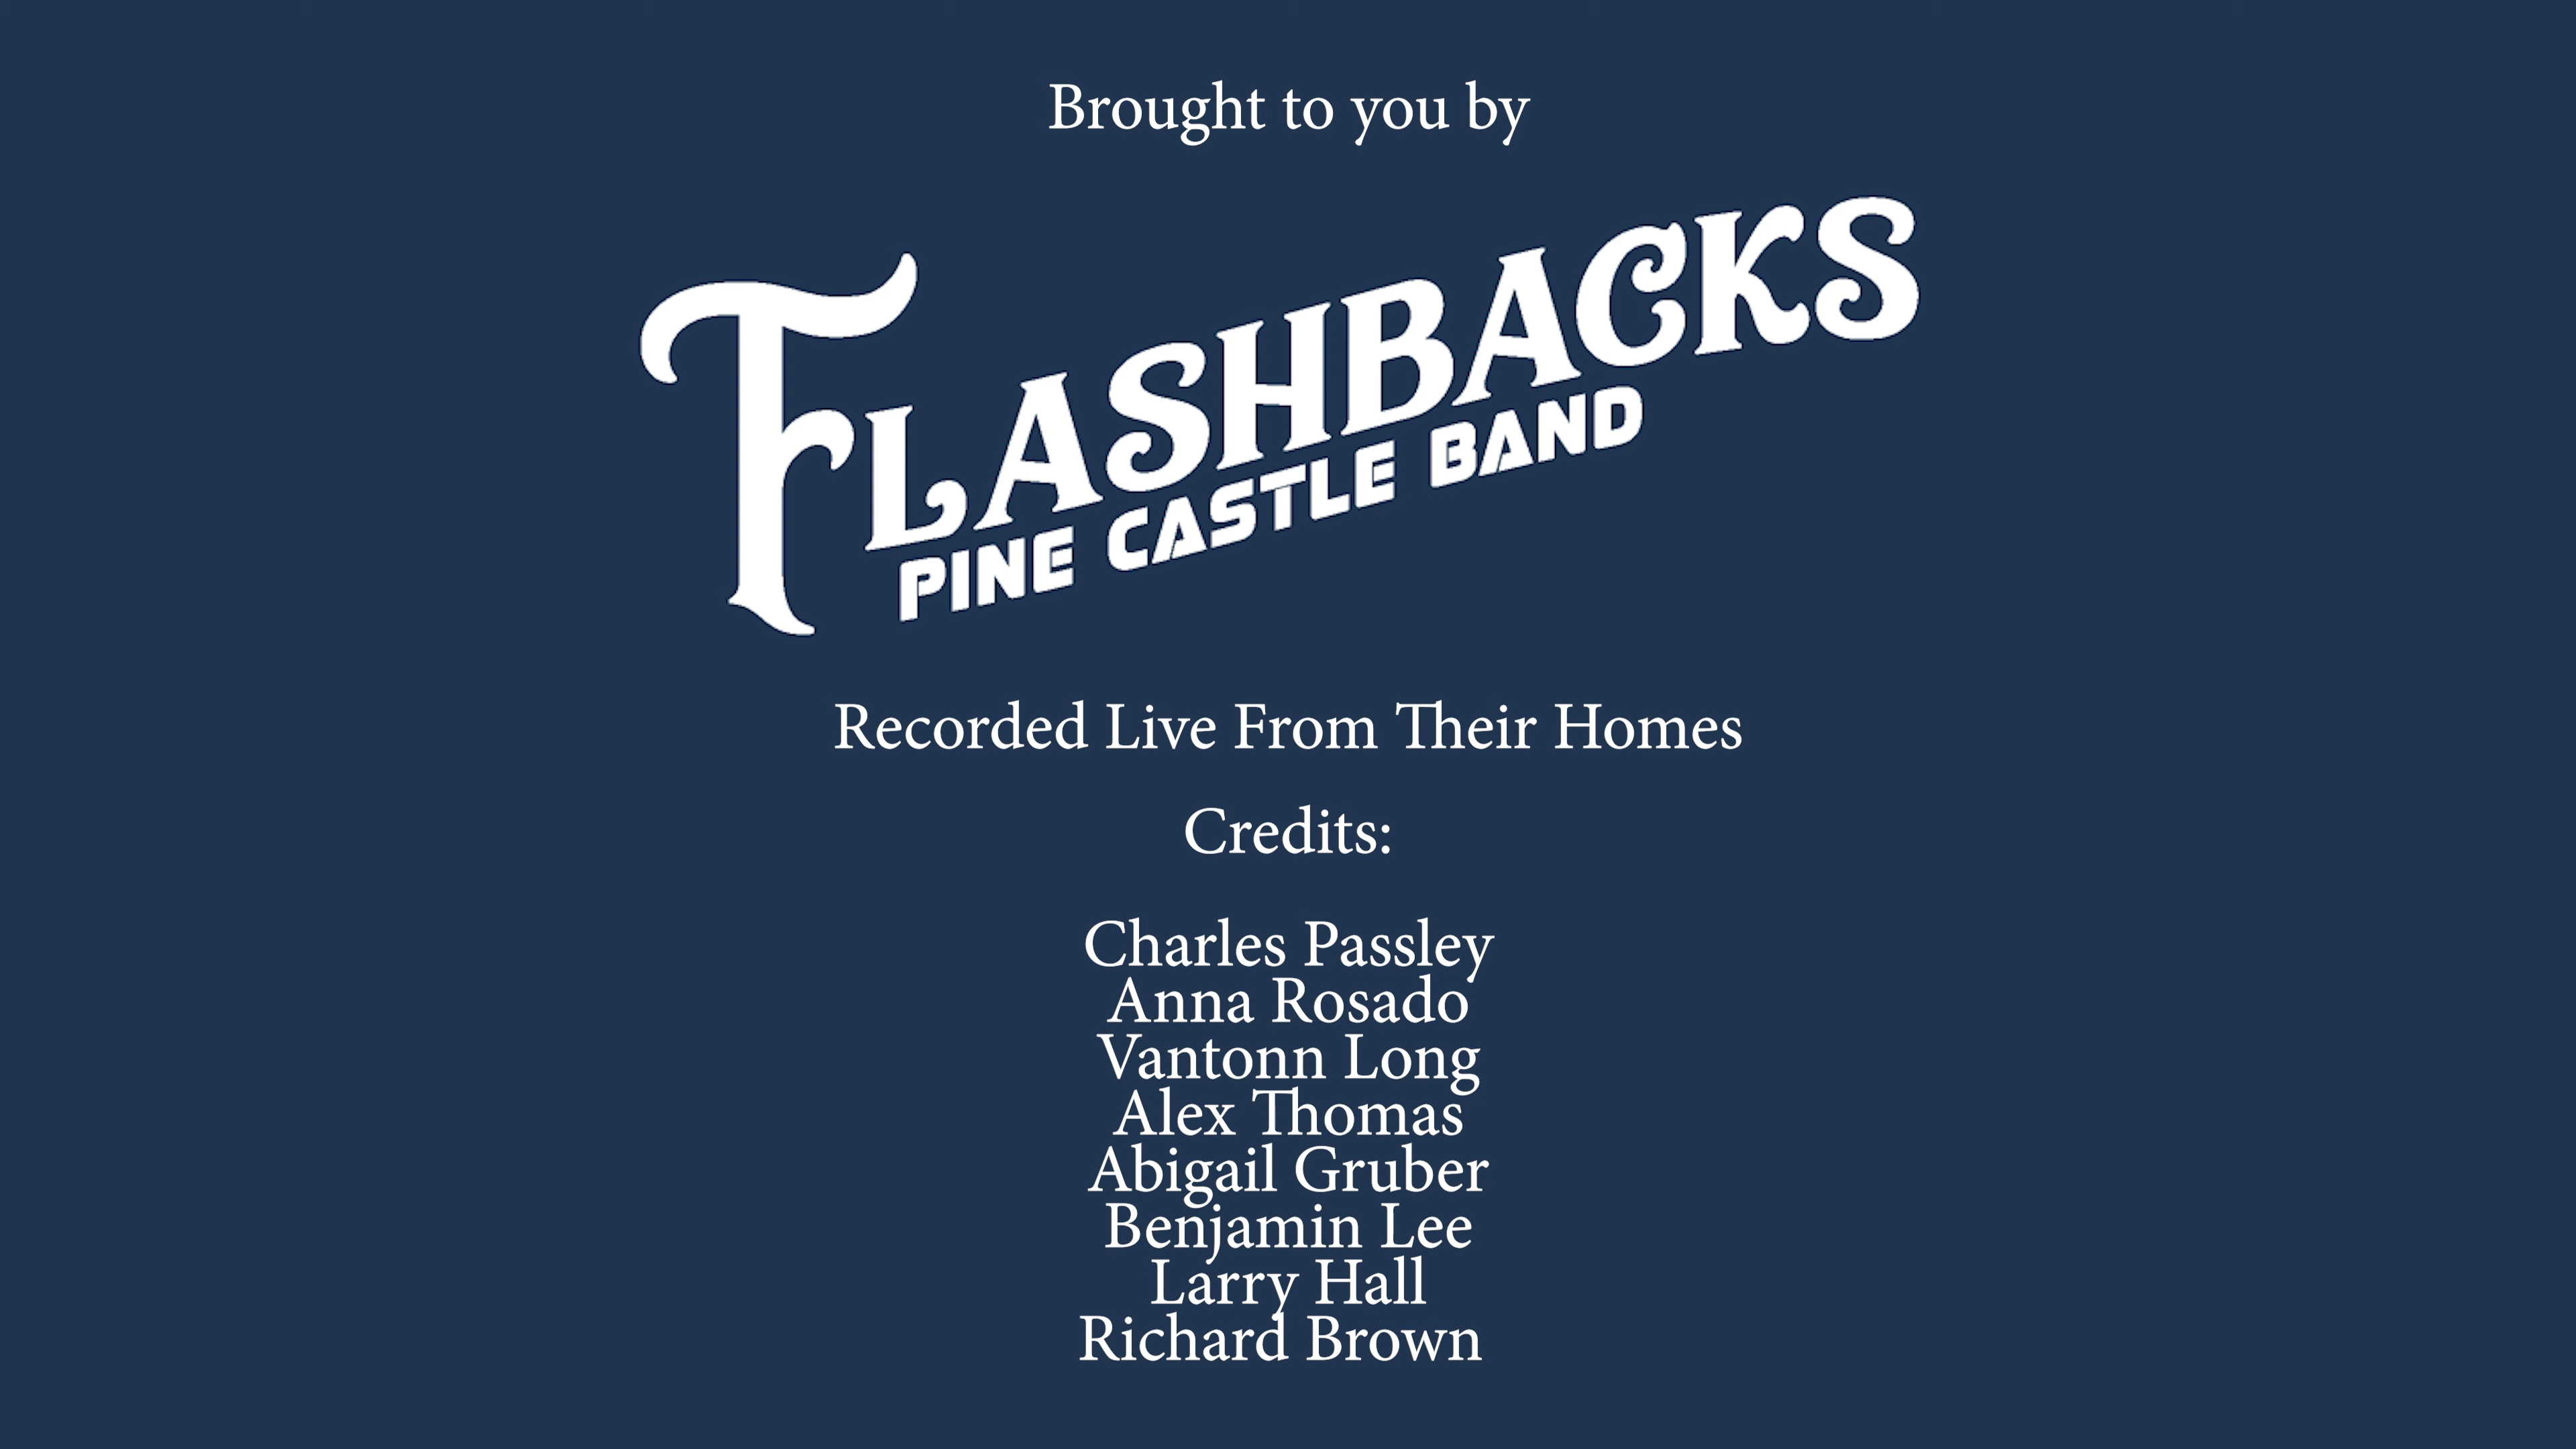 Brought to you by
FLASHBACKS
PINE CASTLE BAND
Recorded Live From Their Homes
Credits:
Charles Passley
Anna Rosado
Vantonn Long
Alex Thomas
Abigail Gruber
Benjamin Lee
Larry Hall
Richard Brown